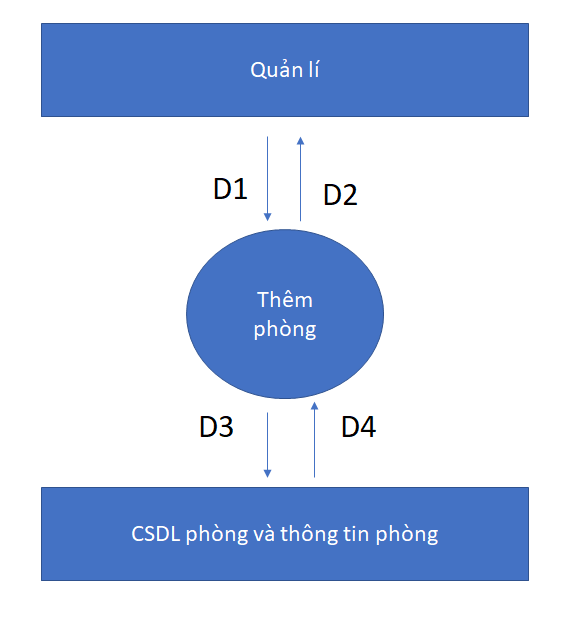 Quản lí
D1
D2
Thêm
phòng
D3
D4
CSDL phòng và thông tin phòng